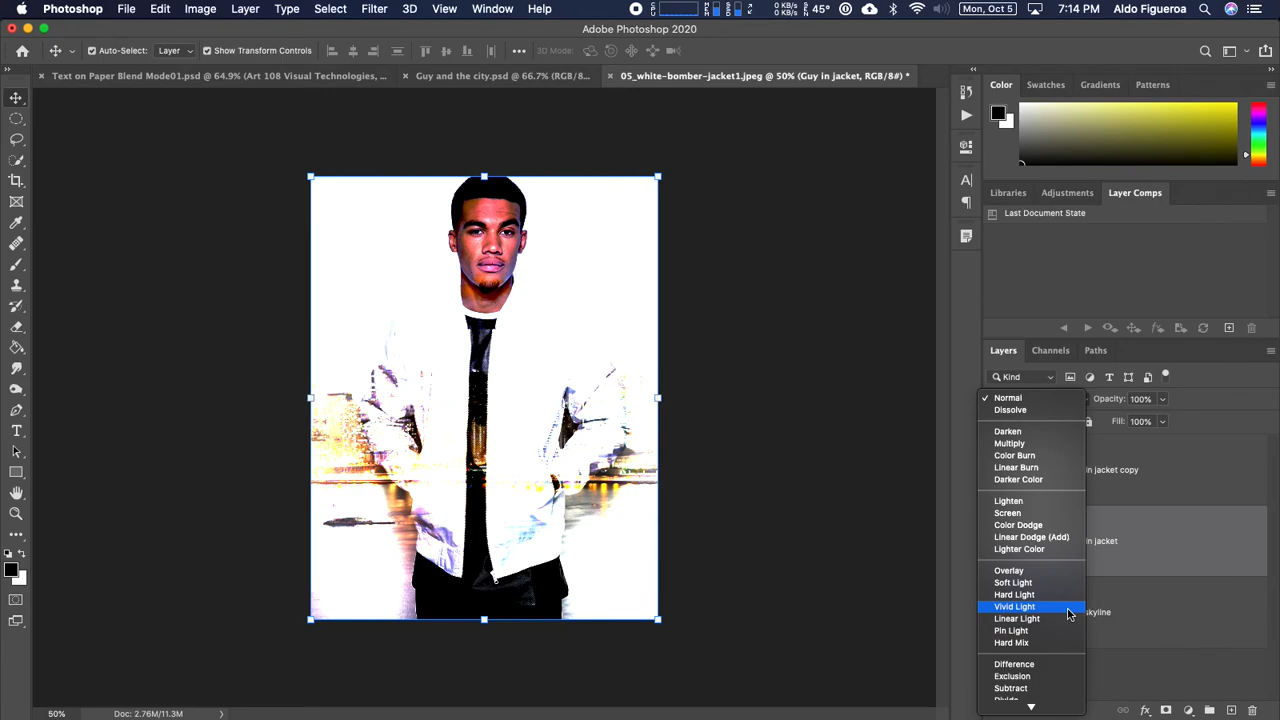 Photoshop File Edit Image Layer Type Select Filter 3D View Window Help
0 KB/s
0 KB/s
45° Mon Oct 5 7:14 PM Aldo Figueroa
Adobe Photoshop 2020
Auto-Select: Layer Show Transform Controls ••• 3D Mode:
Text on Paper Blend Mode01.psd @ 64.9% (Art 108 Visual Technologies, ...
Guy and the city.psd @ 66.7% (RGB/8...
05_white-bomber-jacket1.jpeg @ 50% (Guy in jacket, RGB/8#) *
Color Swatches Gradients Patterns
Libraries Adjustments Layer Comps
Last Document State
Layers Channels Paths
Kind
Opacity: 100%
Fill: 100%
in jacket copy
in jacket
skyline
Normal
Dissolve
Darken
Multiply
Color Burn
Linear Burn
Darker Color
Lighten
Screen
Color Dodge
Linear Dodge (Add)
Lighter Color
Overlay
Soft Light
Hard Light
Vivid Light
Linear Light
Pin Light
Hard Mix
Difference
Exclusion
Subtract
Divide
50% Doc: 2.76M/11.3M